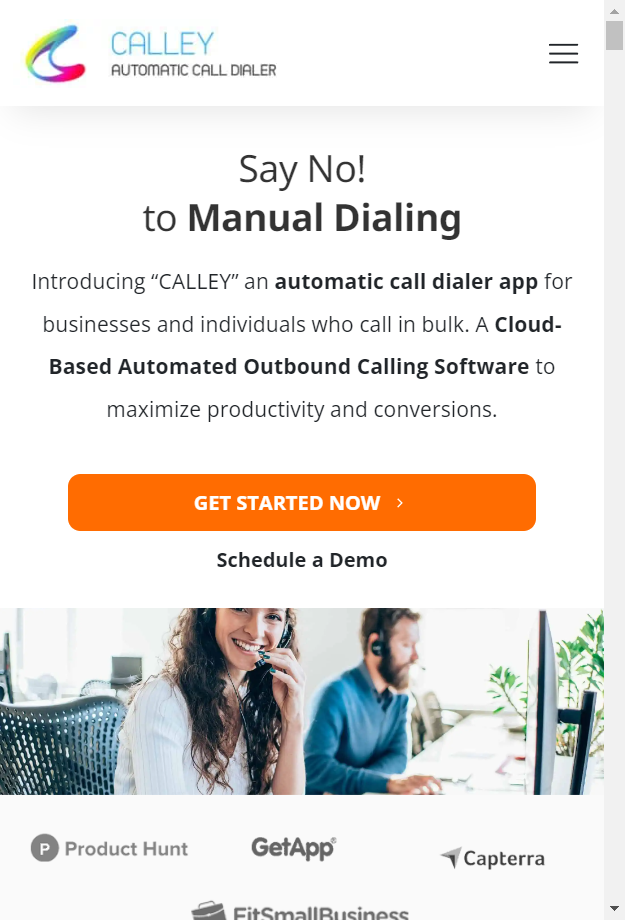 CALLEY
AUTOMATIC CALL DIALER
Say No!
to Manual Dialing
Introducing “CALLEY” an automatic call dialer app for
businesses and individuals who call in bulk. A Cloud-
Based Automated Outbound Calling Software to
maximize productivity and conversions.
GET STARTED NOW
Schedule a Demo
P Product Hunt
GetApp®
Capterra
FitSmallBusiness